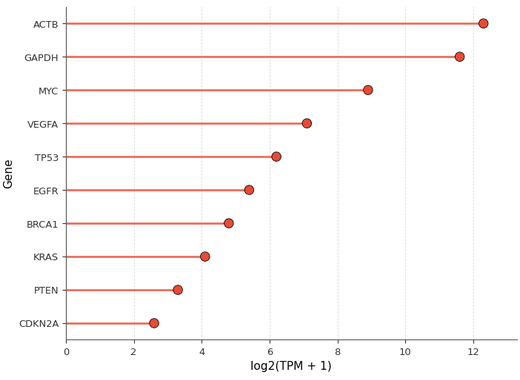 ACTB
GAPDH
MYC
VEGFA
TP53
EGFR
BRCA1
KRAS
PTEN
CDKN2A
Gene
0 2 4 6 8 10 12
log2(TPM + 1)